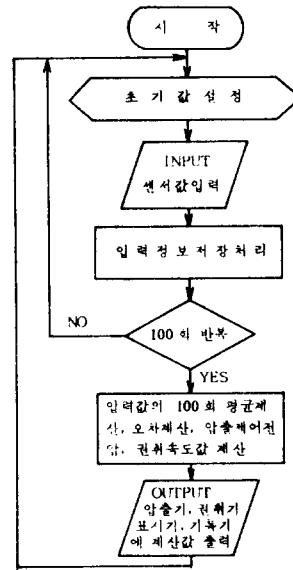 시 작
초 기 값 설 정
INPUT
센서값입력
입력정보저장처리
NO
100 회 반복
YES
입력값의 100 회 평균계
산, 오차계산, 압출제어전
압, 권취속도값 계산
OUTPUT
압출기, 권취기
표시기, 기록기
에 계산값 출력